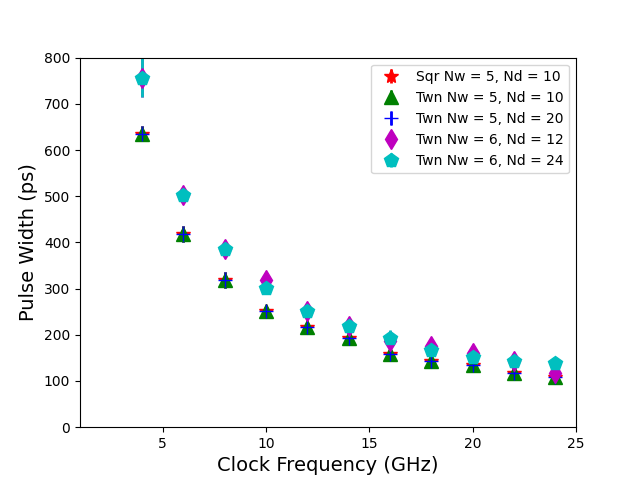 800
700
600
500
400
300
200
100
0
5
10
15
20
25
Pulse Width (ps)
Clock Frequency (GHz)
Sqr Nw = 5, Nd = 10
Twn Nw = 5, Nd = 10
Twn Nw = 5, Nd = 20
Twn Nw = 6, Nd = 12
Twn Nw = 6, Nd = 24